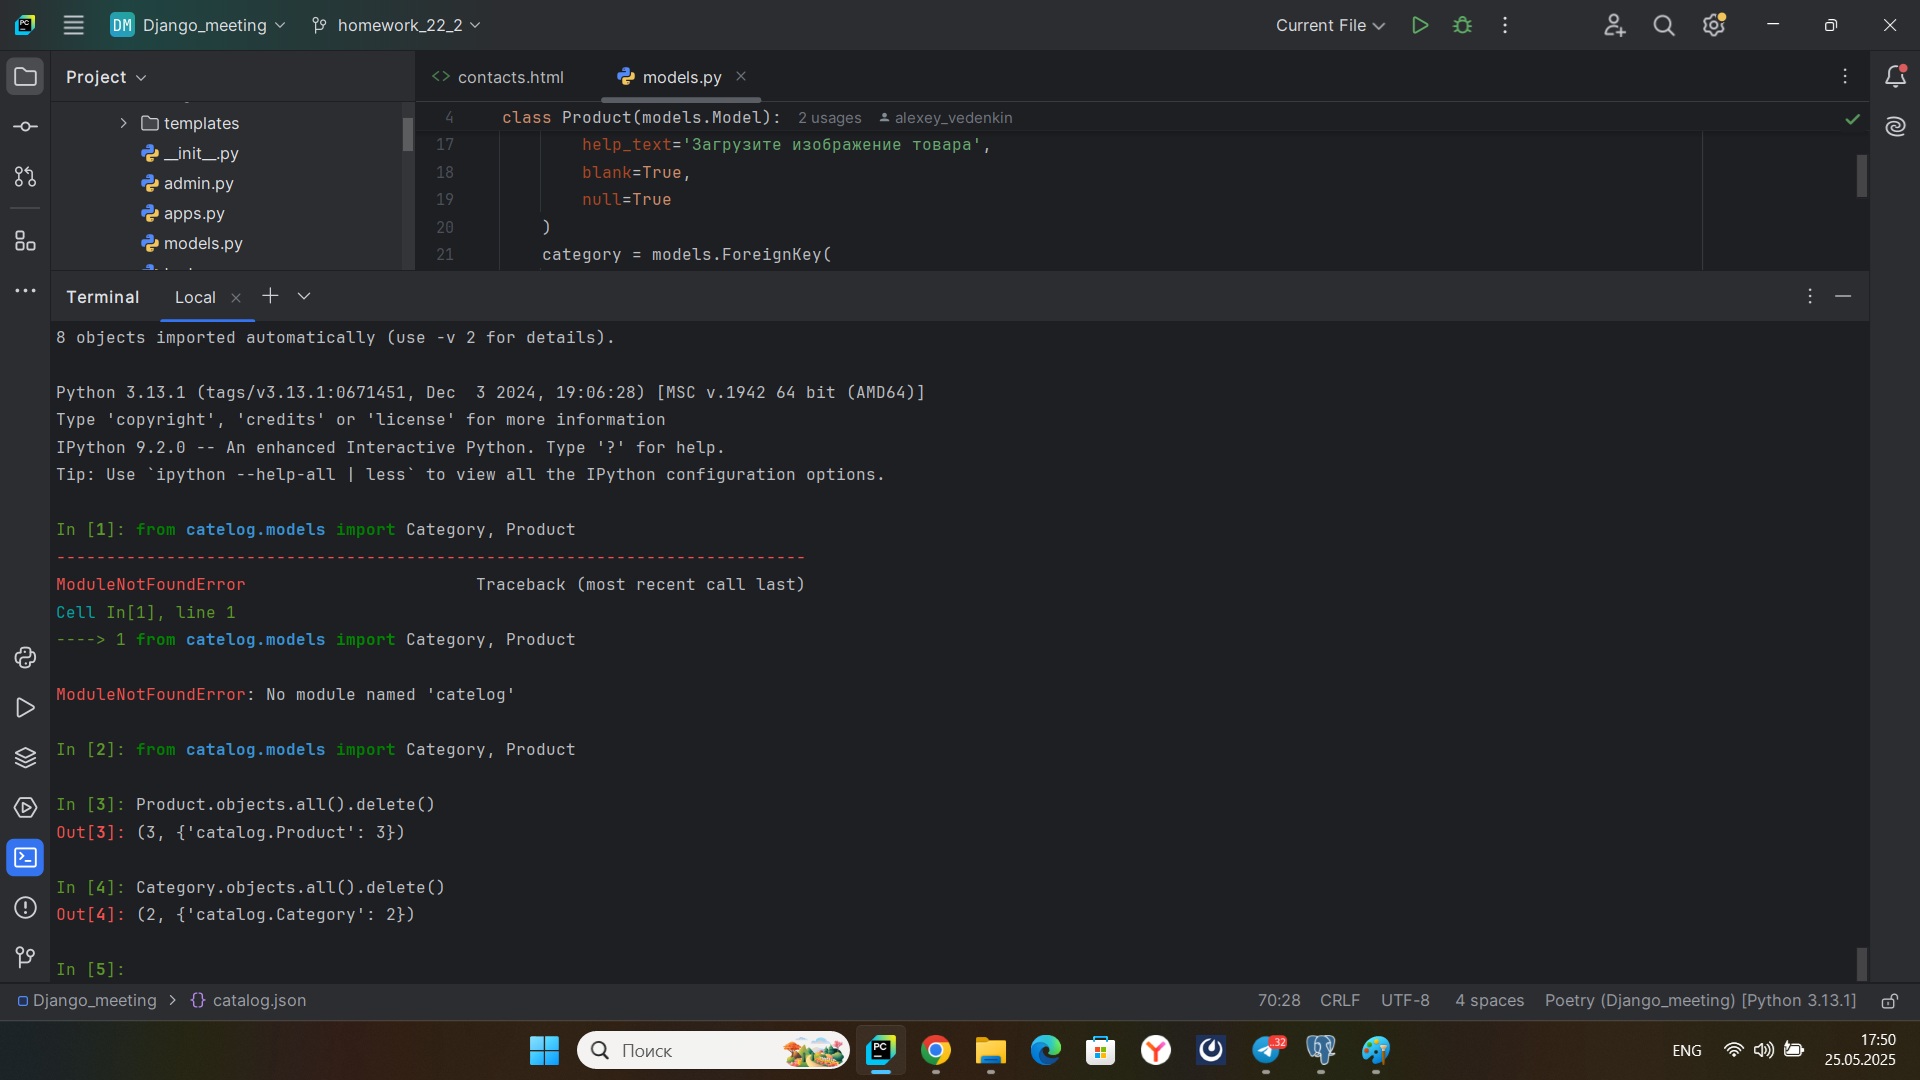 DM Django_meeting
homework_22_2
Current File
Project
contacts.html
models.py
templates
__init__.py
admin.py
apps.py
models.py
4 class Product(models.Model): 2 usages alexey_vedenkin
17 help_text='Загрузите изображение товара',
18 blank=True,
19 null=True
20 )
21 category = models.ForeignKey(
Terminal Local
8 objects imported automatically (use -v 2 for details).
Python 3.13.1 (tags/v3.13.1:0671451, Dec  3 2024, 19:06:28) [MSC v.1942 64 bit (AMD64)]
Type 'copyright', 'credits' or 'license' for more information
IPython 9.2.0 -- An enhanced Interactive Python. Type '?' for help.
Tip: Use `ipython --help-all | less` to view all the IPython configuration options.
In [1]: from catelog.models import Category, Product
---------------------------------------------------------------------------
ModuleNotFoundError                       Traceback (most recent call last)
Cell In[1], line 1
----> 1 from catelog.models import Category, Product
ModuleNotFoundError: No module named 'catelog'
In [2]: from catalog.models import Category, Product
In [3]: Product.objects.all().delete()
Out[3]: (3, {'catalog.Product': 3})
In [4]: Category.objects.all().delete()
Out[4]: (2, {'catalog.Category': 2})
In [5]:
Django_meeting > {} catalog.json
70:28 CRLF UTF-8 4 spaces Poetry (Django_meeting) [Python 3.13.1]
Поиск
PC
32
ENG
17:50
25.05.2025